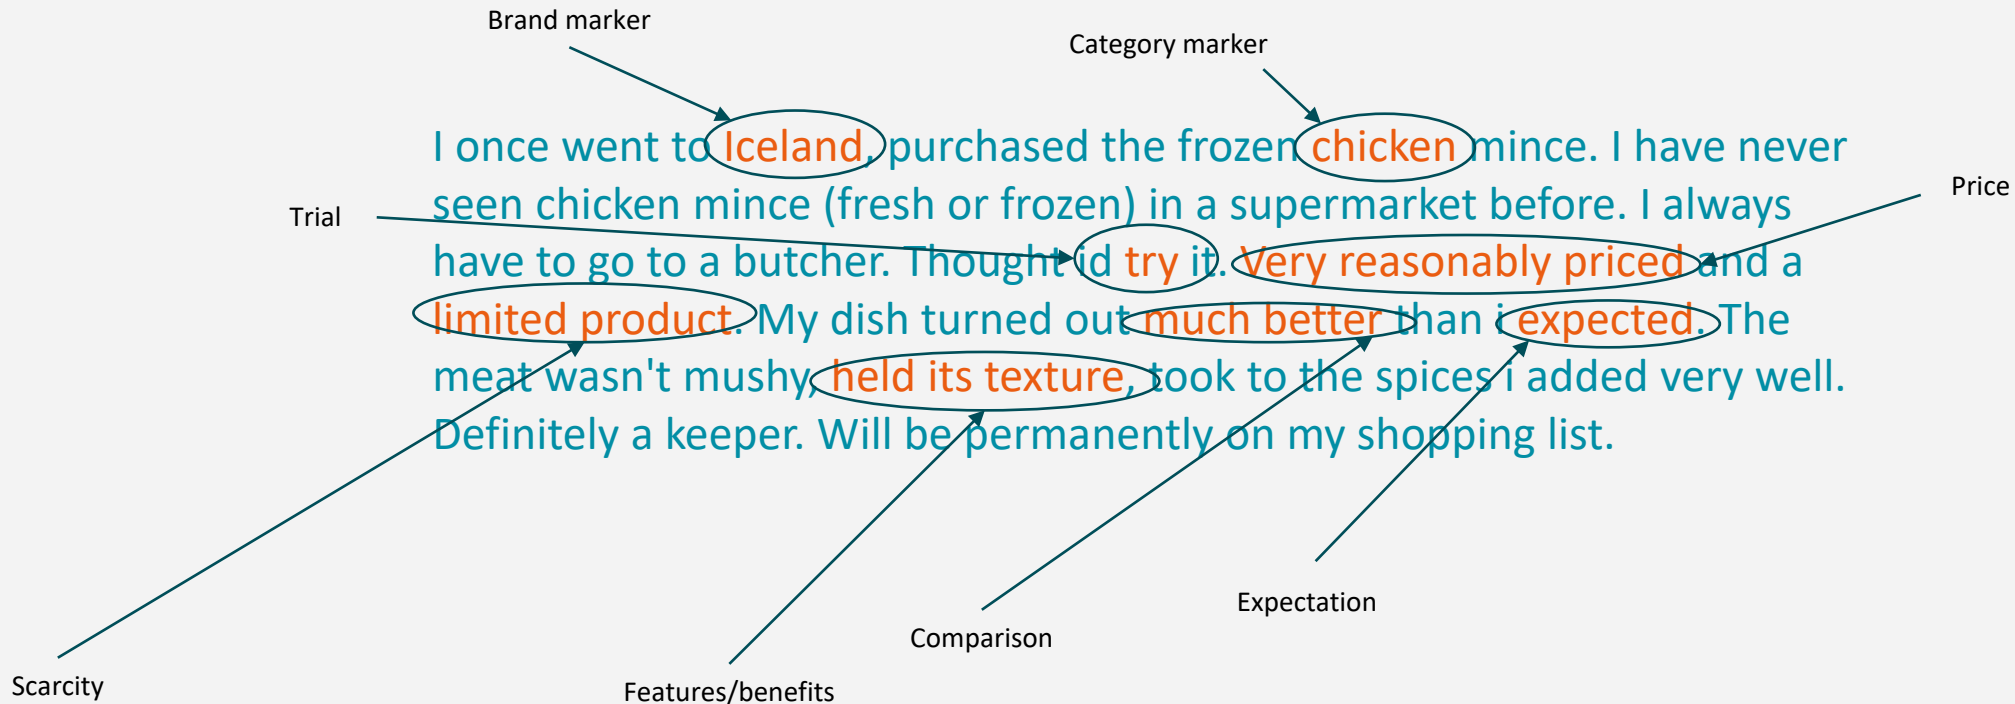 Brand marker
Category marker
I once went to Iceland, purchased the frozen chicken mince. I have never
seen chicken mince (fresh or frozen) in a supermarket before. I always
Price
Trial
have to go to a butcher. Thought id try it. Very reasonably priced and a
limited product. My dish turned out much better than i expected. The
meat wasn't mushy, held its texture, took to the spices i added very well.
Definitely a keeper. Will be permanently on my shopping list.
Expectation
Comparison
Scarcity
Features/benefits